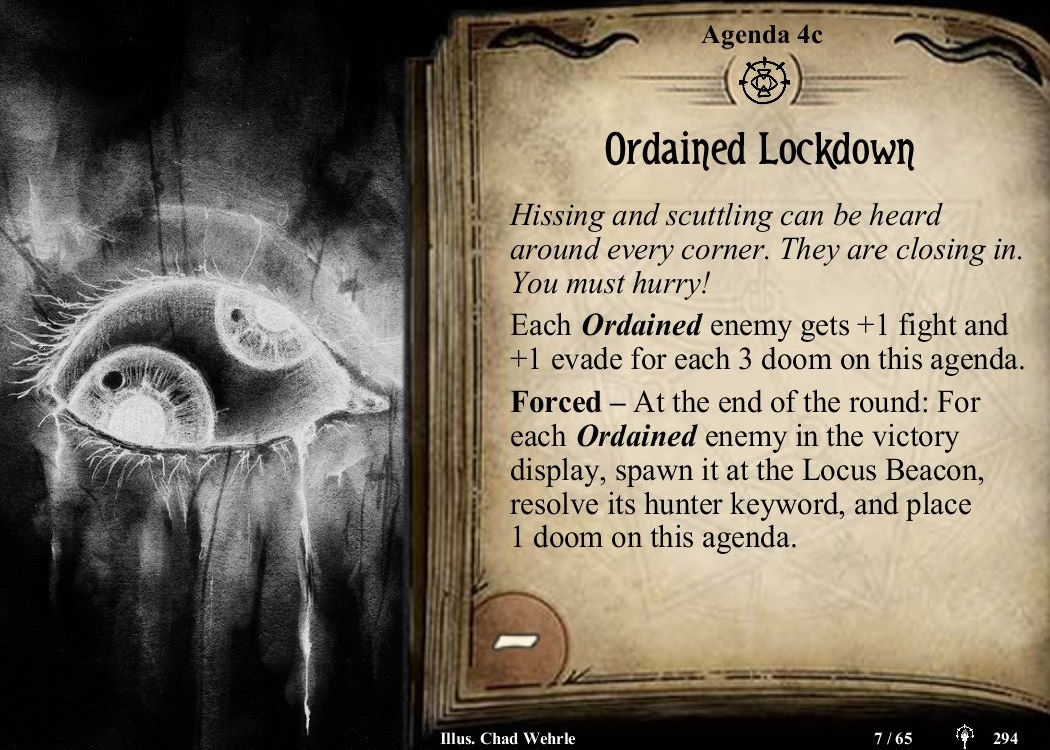 Agenda 4c
Ordained Lockdown
Hissing and scuttling can be heard
around every corner. They are closing in.
You must hurry!
Each Ordained enemy gets +1 fight and
+1 evade for each 3 doom on this agenda.
Forced – At the end of the round: For
each Ordained enemy in the victory
display, spawn it at the Locus Beacon,
resolve its hunter keyword, and place
1 doom on this agenda.
–
Illus. Chad Wehrle
7 / 65
294